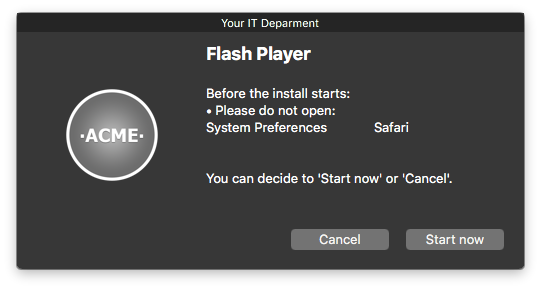 Your IT Deparment
Flash Player
Before the install starts:
• Please do not open:
System Preferences Safari
·ACME·
You can decide to 'Start now' or 'Cancel'.
Cancel Start now